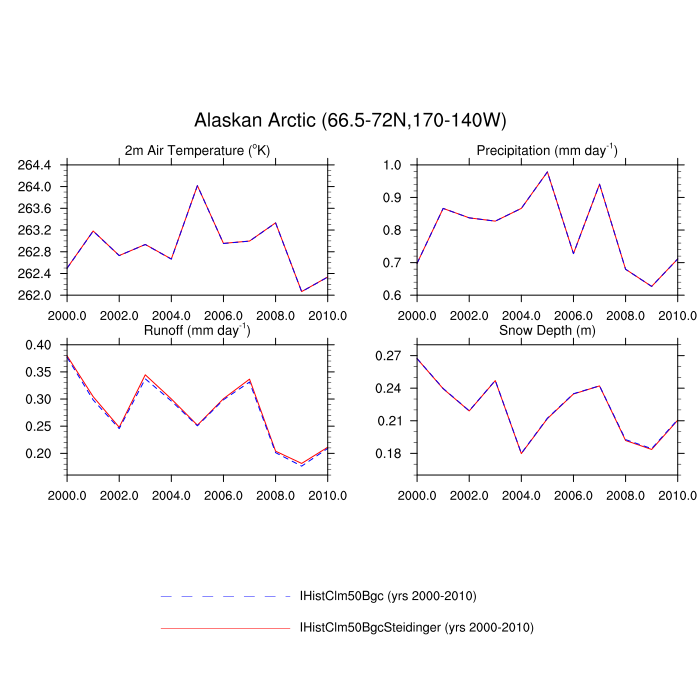 Alaskan Arctic (66.5-72N,170-140W)
2m Air Temperature (°K)
264.4
264.0
263.6
263.2
262.8
262.4
262.0
2000.0 2002.0 2004.0 2006.0 2008.0 2010.0
Precipitation (mm day⁻¹)
1.0
0.9
0.8
0.7
0.6
2000.0 2002.0 2004.0 2006.0 2008.0 2010.0
Runoff (mm day⁻¹)
0.40
0.35
0.30
0.25
0.20
2000.0 2002.0 2004.0 2006.0 2008.0 2010.0
Snow Depth (m)
0.27
0.24
0.21
0.18
2000.0 2002.0 2004.0 2006.0 2008.0 2010.0
IHistClm50Bgc (yrs 2000-2010)
IHistClm50BgcSteidinger (yrs 2000-2010)